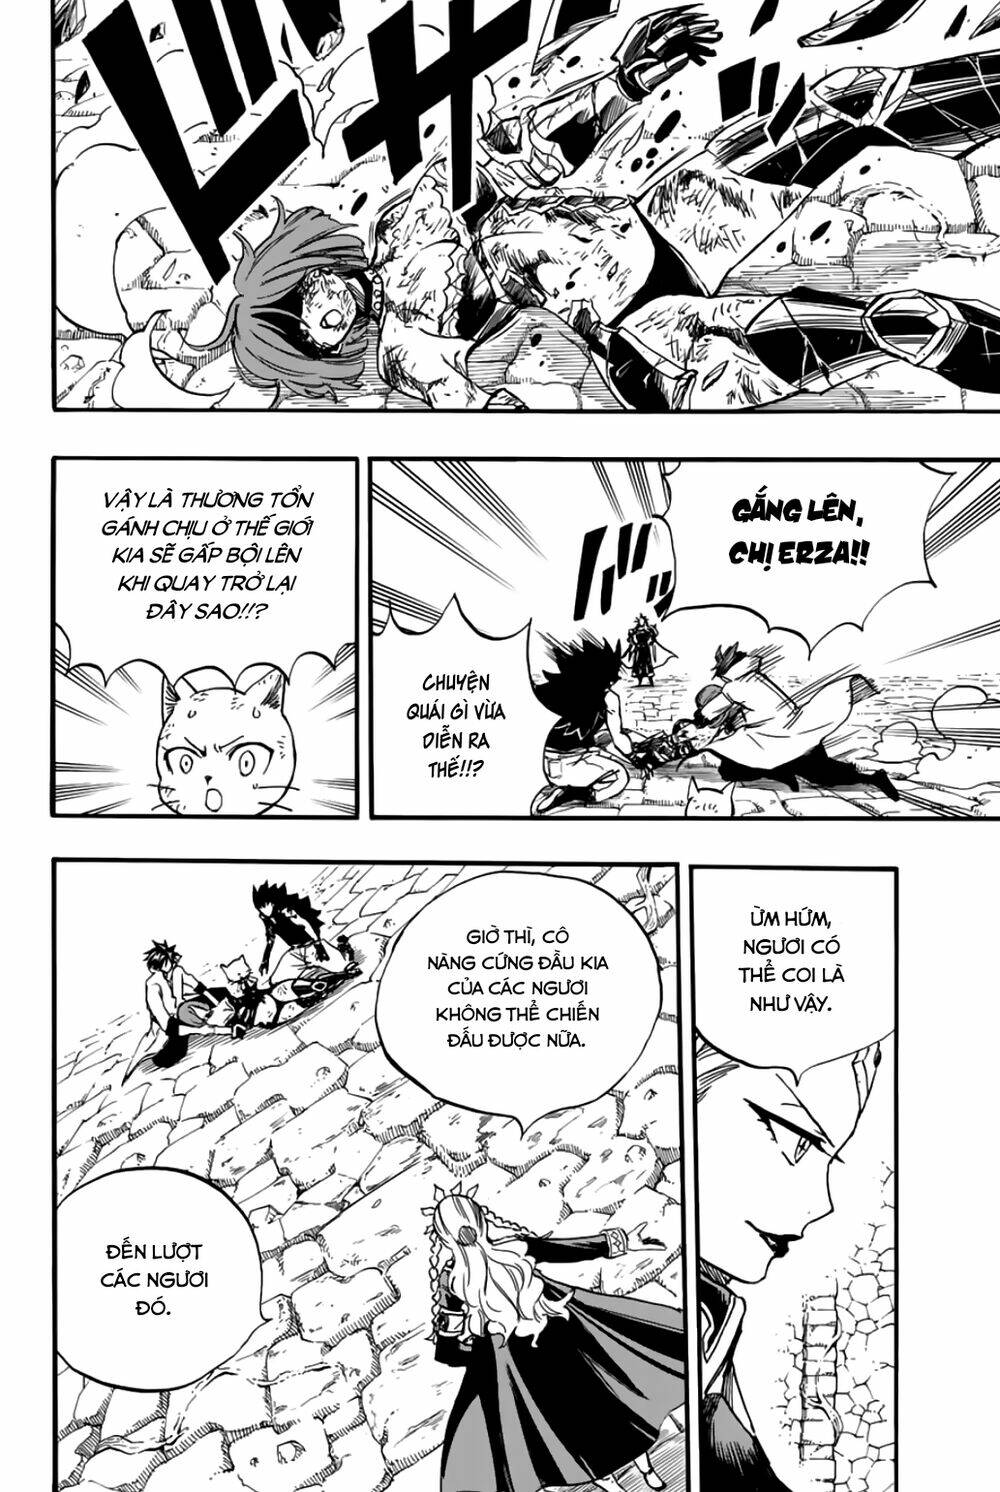 GẮNG LÊN,
CHỊ ERZA!!
CHUYỆN
QUÁI GÌ VỪA
DIỄN RA
THẾ!!?
VẬY LÀ THƯƠNG TỔN
GÁNH CHỊU Ở THẾ GIỚI
KIA SẼ GẤP BỘI LÊN
KHI QUAY TRỞ LẠI
ĐÂY SAO!!?
ỪM HỨM,
NGƯƠI CÓ
THỂ COI LÀ
NHƯ VẬY.
GIỜ THÌ, CÔ
NÀNG CỨNG ĐẦU KIA
CỦA CÁC NGƯƠI
KHÔNG THỂ CHIẾN
ĐẤU ĐƯỢC NỮA.
ĐẾN LƯỢT
CÁC NGƯƠI
ĐÓ.